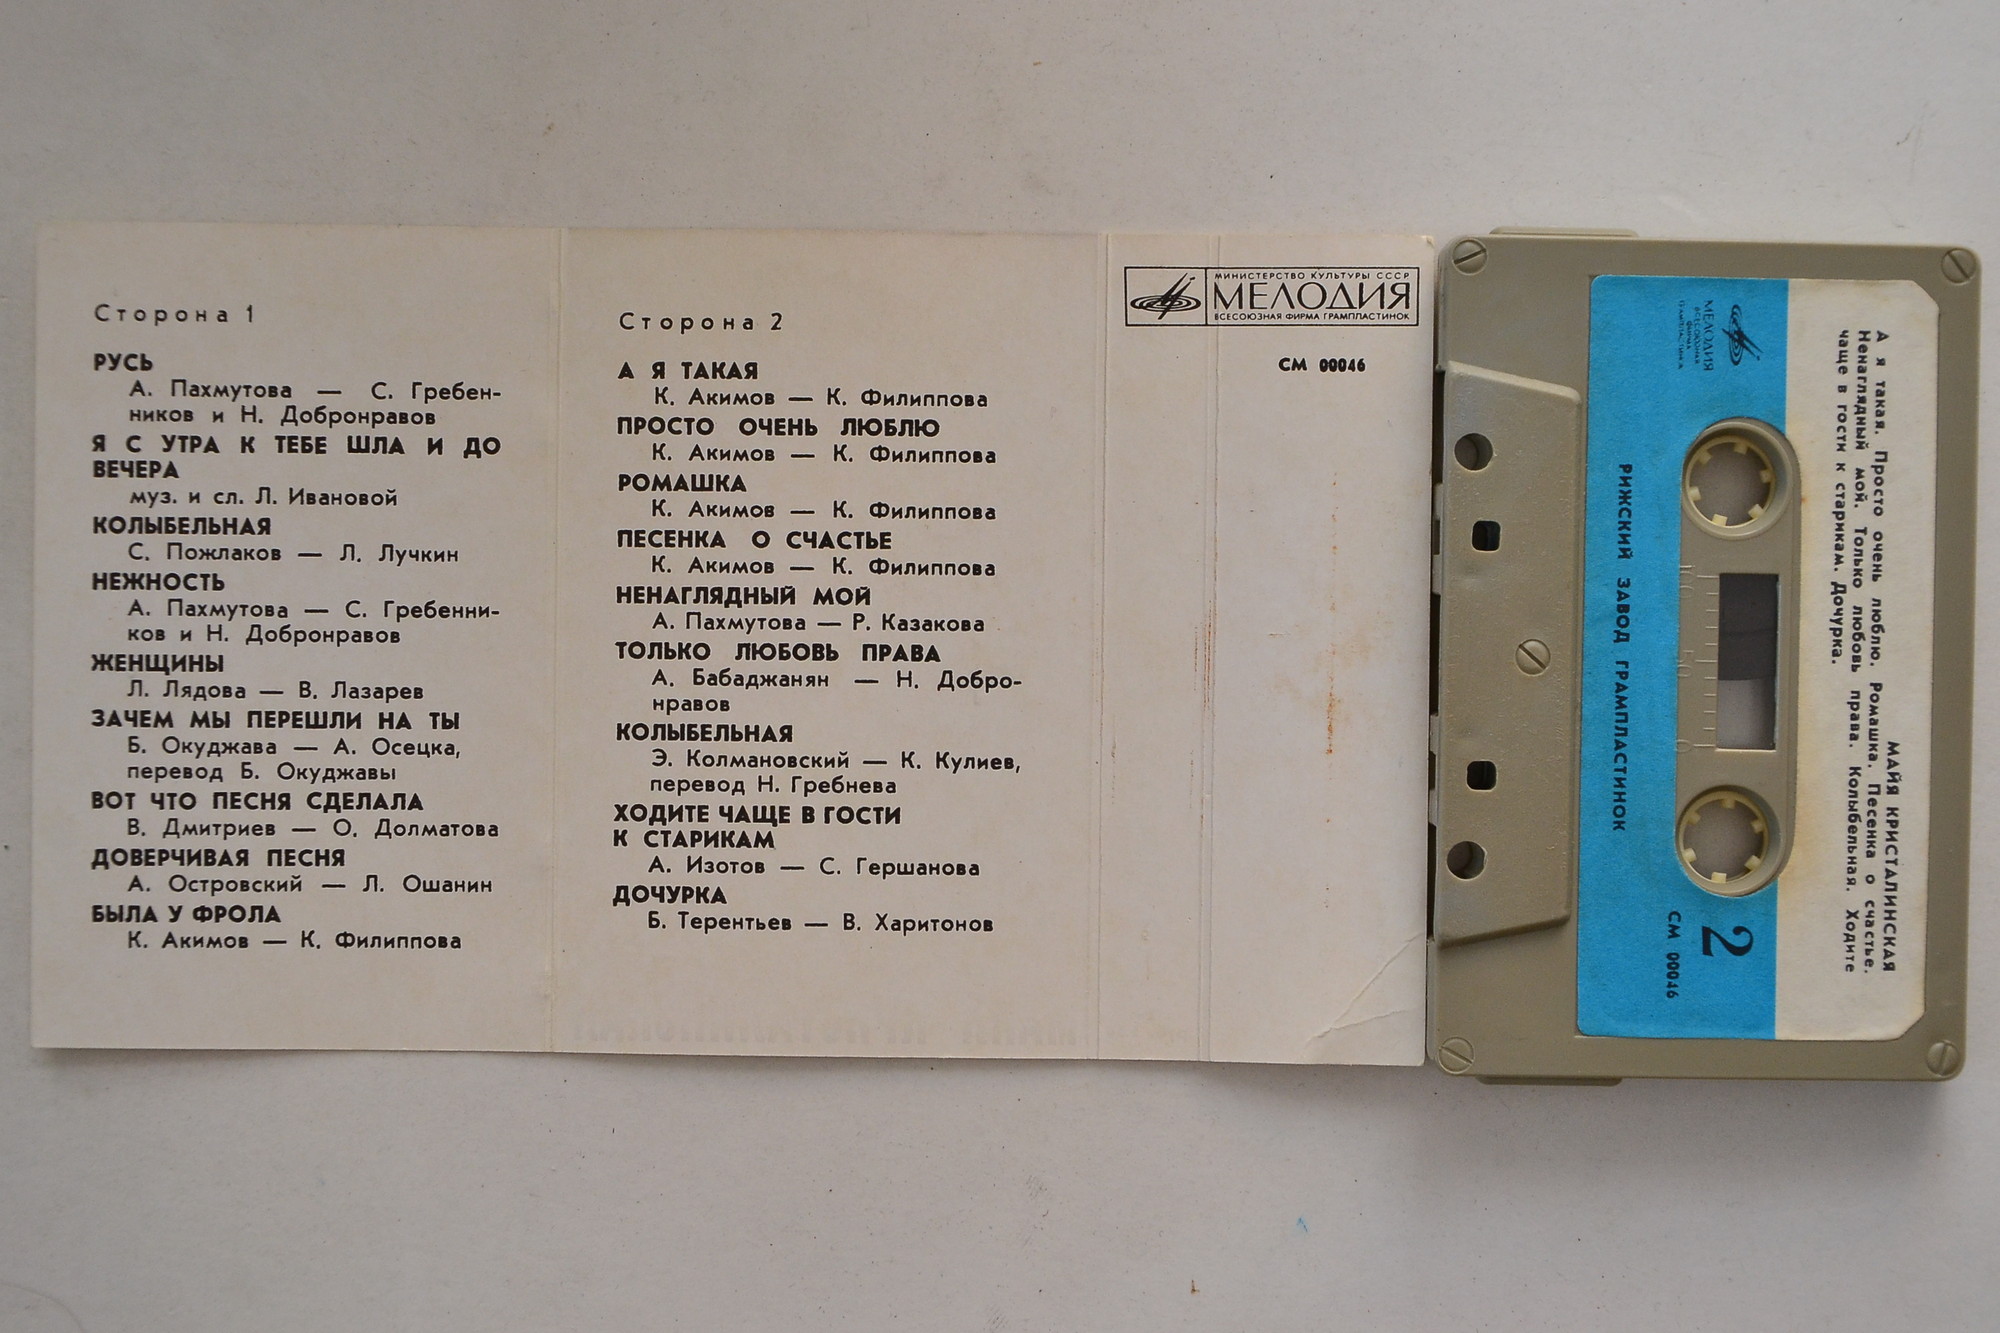 Сторона 1
РУСЬ
А. Пахмутова — С. Гребен-
ников и Н. Добронравов
Я С УТРА К ТЕБЕ ШЛА И ДО
ВЕЧЕРА
муз. и сл. Л. Ивановой
КОЛЫБЕЛЬНАЯ
С. Пожлаков — Л. Лучкин
НЕЖНОСТЬ
А. Пахмутова — С. Гребенни-
ков и Н. Добронравов
ЖЕНЩИНЫ
Л. Лядова — В. Лазарев
ЗАЧЕМ МЫ ПЕРЕШЛИ НА ТЫ
Б. Окуджава — А. Осецка,
перевод Б. Окуджавы
ВОТ ЧТО ПЕСНЯ СДЕЛАЛА
В. Дмитриев — О. Долматова
ДОВЕРЧИВАЯ ПЕСНЯ
А. Островский — Л. Ошанин
БЫЛА У ФРОЛА
К. Акимов — К. Филиппова
Сторона 2
А Я ТАКАЯ
К. Акимов — К. Филиппова
ПРОСТО ОЧЕНЬ ЛЮБЛЮ
К. Акимов — К. Филиппова
РОМАШКА
К. Акимов — К. Филиппова
ПЕСЕНКА О СЧАСТЬЕ
К. Акимов — К. Филиппова
НЕНАГЛЯДНЫЙ МОЙ
А. Пахмутова — Р. Казакова
ТОЛЬКО ЛЮБОВЬ ПРАВА
А. Бабаджанян — Н. Добро-
нравов
КОЛЫБЕЛЬНАЯ
Э. Колмановский — К. Кулиев,
перевод Н. Гребнева
ХОДИТЕ ЧАЩЕ В ГОСТИ
К СТАРИКАМ
А. Изотов — С. Гершанова
ДОЧУРКА
Б. Терентьев — В. Харитонов
МИНИСТЕРСТВО КУЛЬТУРЫ СССР
МЕЛОДИЯ
ВСЕСОЮЗНАЯ ФИРМА ГРАМПЛАСТИНОК
СМ 00046
МАЙЯ КРИСТАЛИНСКАЯ
А я такая. Просто очень люблю. Ромашка. Песенка о счастье.
Ненаглядный мой. Только любовь права. Колыбельная. Ходите
чаще в гости к старикам. Дочурка.
МЕЛОДИЯ
ВСЕСОЮЗНАЯ
ФИРМА
ГРАМПЛАСТИНОК
2
СМ 00046
100 50 0
РИЖСКИЙ ЗАВОД ГРАМПЛАСТИНОК